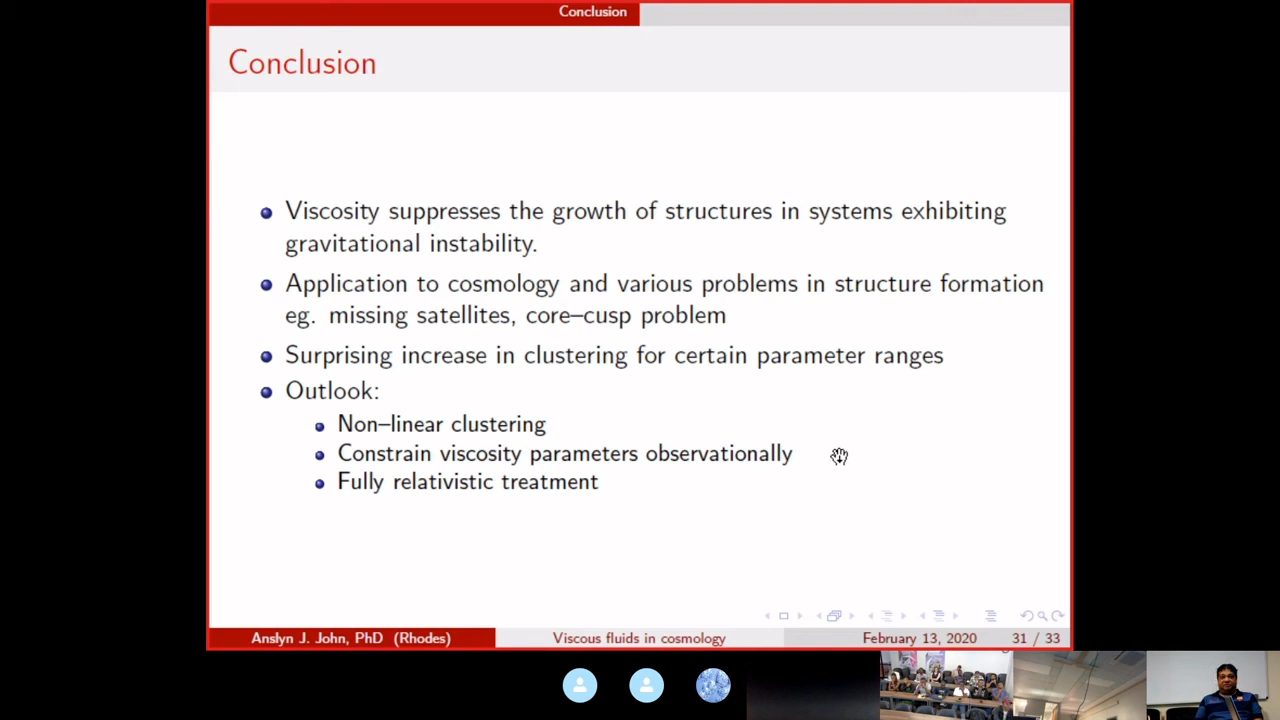 Conclusion
Conclusion
Viscosity suppresses the growth of structures in systems exhibiting
gravitational instability.
Application to cosmology and various problems in structure formation
eg. missing satellites, core–cusp problem
Surprising increase in clustering for certain parameter ranges
Outlook:
Non–linear clustering
Constrain viscosity parameters observationally
Fully relativistic treatment
Anslyn J. John, PhD (Rhodes)
Viscous fluids in cosmology
February 13, 2020
31 / 33